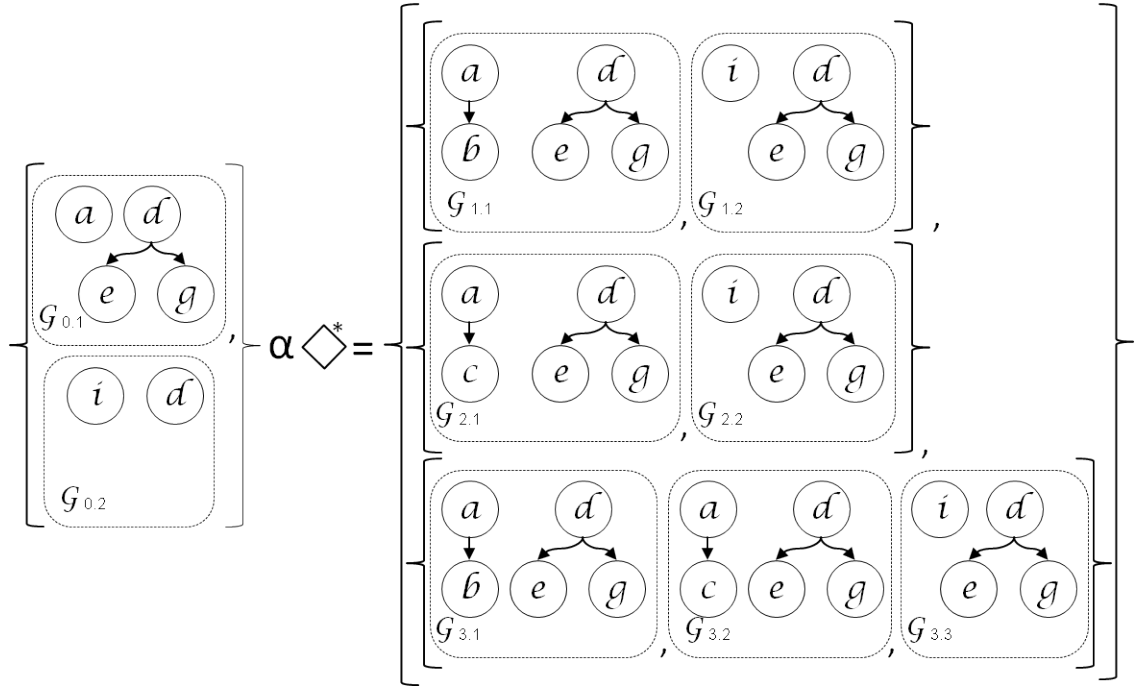 a d
e g
G 0.1
,
i d
G 0.2
α ◇* =
a d
b e g
G 1.1
,
i d
e g
G 1.2
,
a d
c e g
G 2.1
,
i d
e g
G 2.2
,
a d
b e g
G 3.1
,
a d
c e g
G 3.2
,
i d
e g
G 3.3